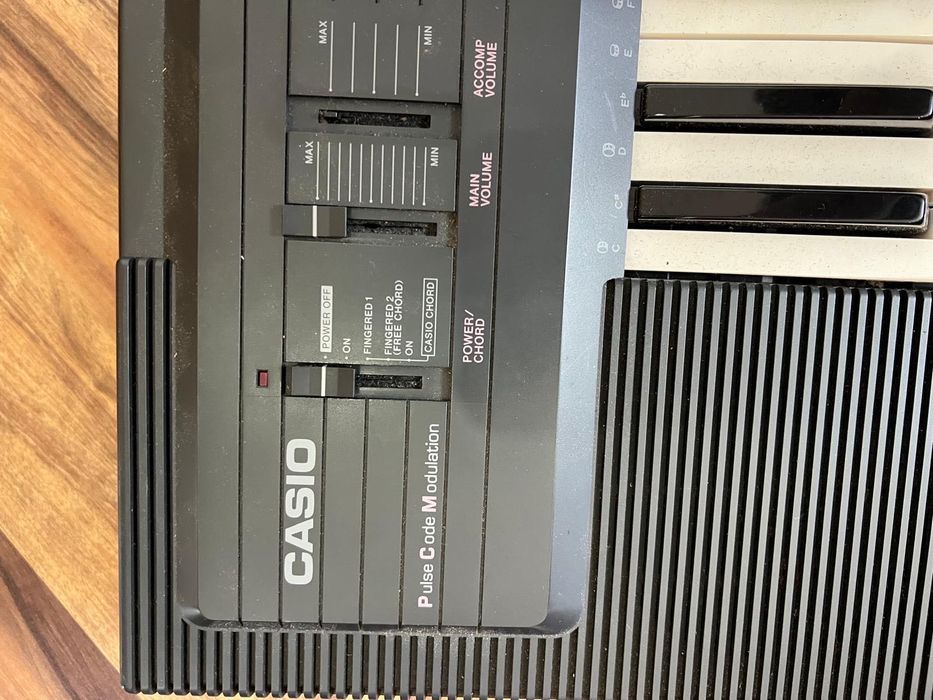 CASIO
Pulse Code Modulation
POWER OFF
ON
FINGERED 1
FINGERED 2
(FREE CHORD)
ON
CASIO CHORD
POWER/
CHORD
MAX
MIN
MAIN
VOLUME
MAX
MIN
ACCOMP
VOLUME
C
C#
D
E♭
E
F